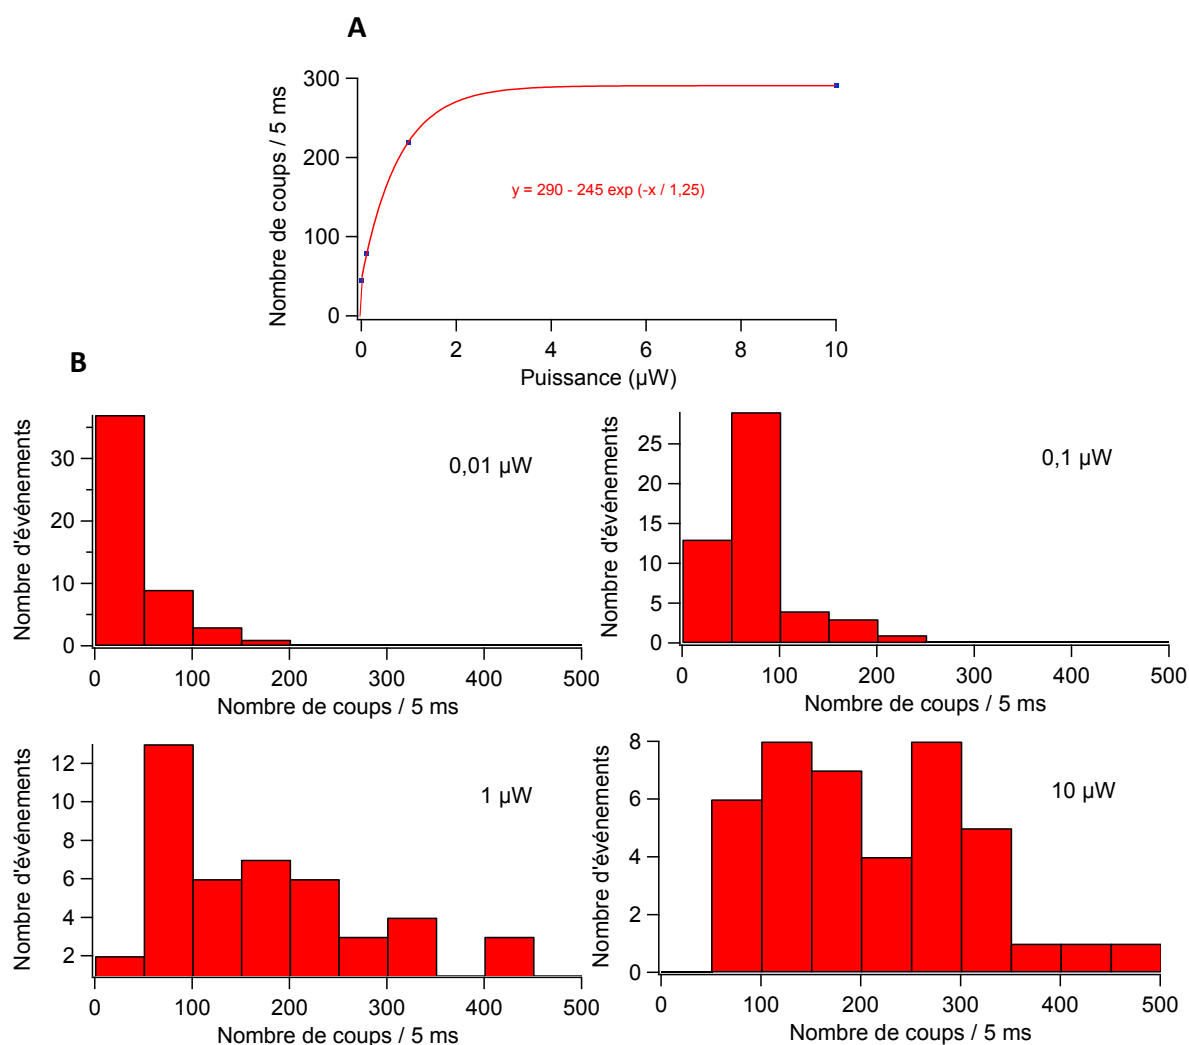 A
300
200
100
0
Nombre de coups / 5 ms
y = 290 - 245 exp (-x / 1,25)
0 2 4 6 8 10
Puissance (µW)
B
30
20
10
0
Nombre d'événements
0,01 µW
0 100 200 300 400 500
Nombre de coups / 5 ms
25
20
15
10
5
0
Nombre d'événements
0,1 µW
0 100 200 300 400 500
Nombre de coups / 5 ms
12
10
8
6
4
2
Nombre d'événements
1 µW
0 100 200 300 400 500
Nombre de coups / 5 ms
8
6
4
2
0
Nombre d'événements
10 µW
0 100 200 300 400 500
Nombre de coups / 5 ms